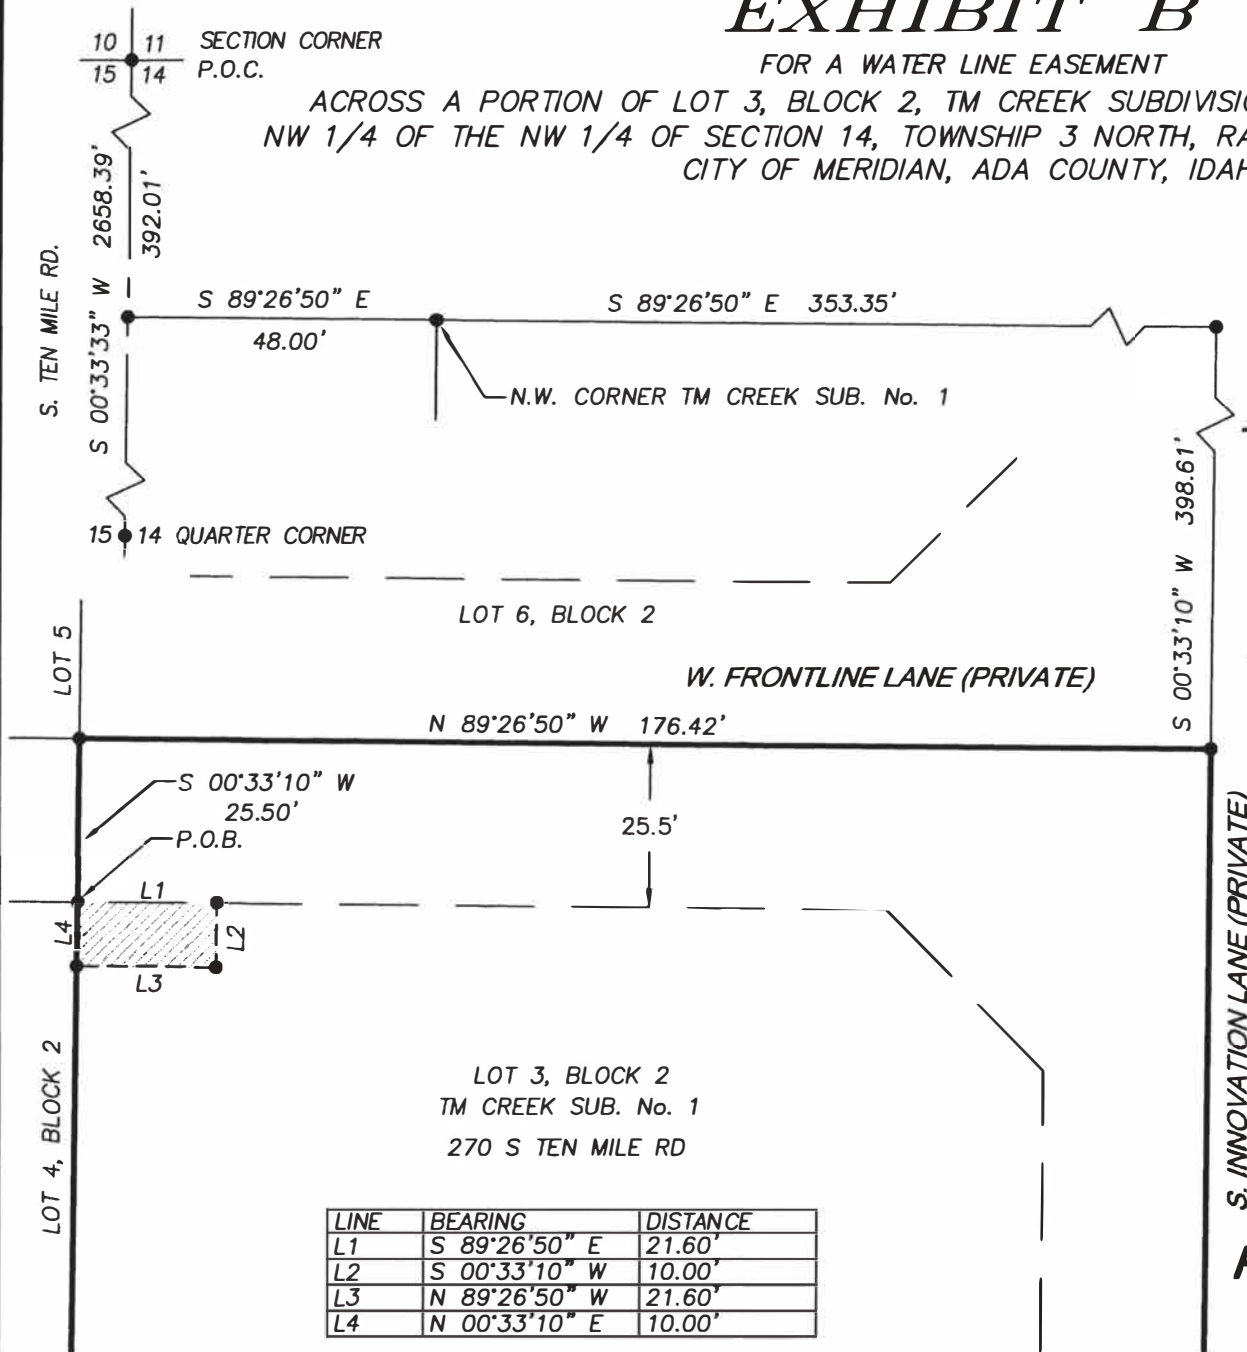 EXHIBIT B
FOR A WATER LINE EASEMENT
ACROSS A PORTION OF LOT 3, BLOCK 2, TM CREEK
NW 1/4 OF THE NW 1/4 OF SECTION 14, TOWNSHIP 3 NORTH,
CITY OF MERIDIAN, ADA COUNTY,
10 11 SECTION CORNER
15 14 P.O.C.
S. TEN MILE RD.
S 00°33'33" W 2658.39'
392.01'
S 89°26'50" E
48.00'
S 89°26'50" E 353.35'
N.W. CORNER TM CREEK SUB. No. 1
S 00°33'10" W 398.61'
15 14 QUARTER CORNER
LOT 6, BLOCK 2
LOT 5
W. FRONTLINE LANE (PRIVATE)
N 89°26'50" W 176.42'
S 00°33'10" W
25.50'
25.5'
P.O.B.
L1
L4
L2
L3
S. INNOVATION LANE (PRIVATE)
LOT 4, BLOCK 2
LOT 3, BLOCK 2
TM CREEK SUB. No. 1
270 S TEN MILE RD
LINE BEARING DISTANCE
L1 S 89°26'50" E 21.60'
L2 S 00°33'10" W 10.00'
L3 N 89°26'50" W 21.60'
L4 N 00°33'10" E 10.00'